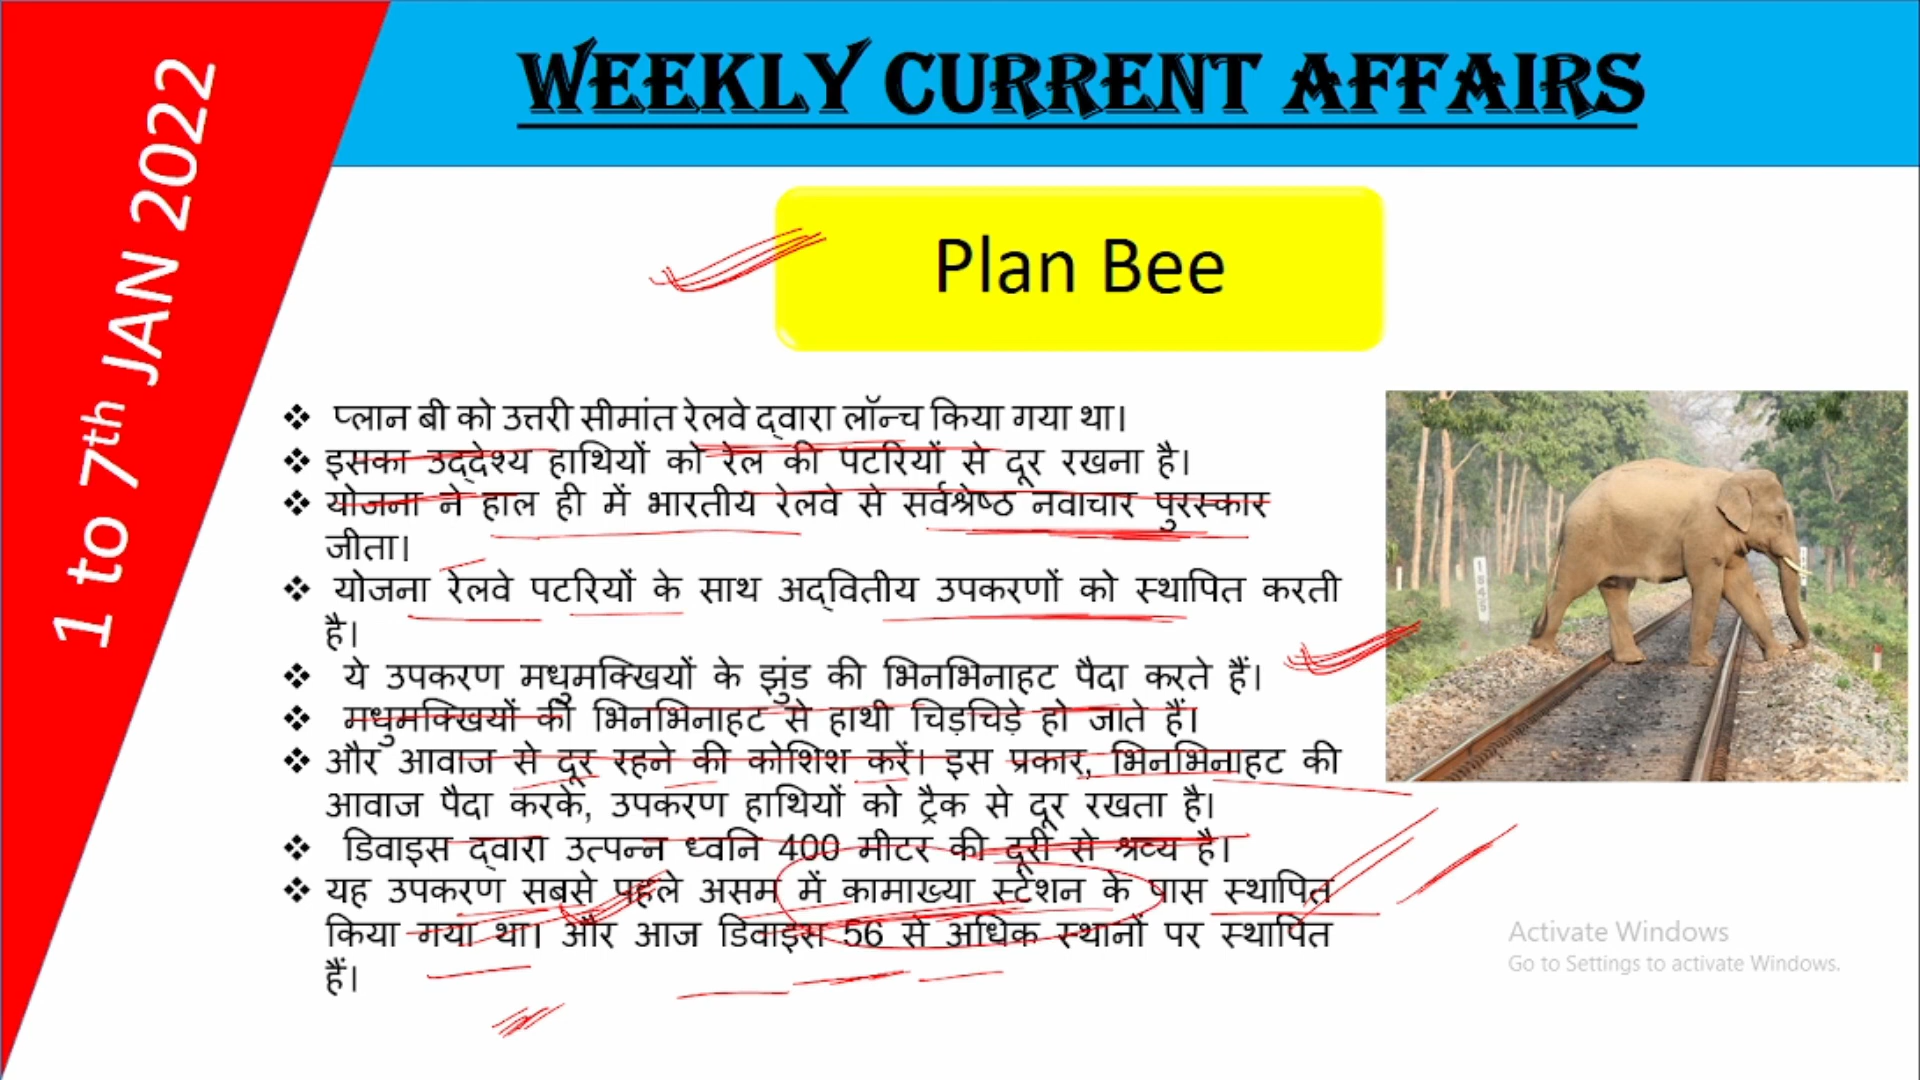 WEEKLY CURRENT AFFAIRS
1 to 7th JAN 2022
Plan Bee
❖ प्लान बी को उत्तरी सीमांत रेलवे द्वारा लॉन्च किया गया था।
❖ इसका उद्देश्य हाथियों को रेल की पटरियों से दूर रखना है।
❖ योजना ने हाल ही में भारतीय रेलवे से सर्वश्रेष्ठ नवाचार पुरस्कार
जीता।
❖ योजना रेलवे पटरियों के साथ अद्वितीय उपकरणों को स्थापित करती
है।
❖ ये उपकरण मधुमक्खियों के झुंड की भिनभिनाहट पैदा करते हैं।
❖ मधुमक्खियों की भिनभिनाहट से हाथी चिड़चिड़े हो जाते हैं।
❖ और आवाज से दूर रहने की कोशिश करें। इस प्रकार, भिनभिनाहट की
आवाज पैदा करके, उपकरण हाथियों को ट्रैक से दूर रखता है।
❖ डिवाइस द्वारा उत्पन्न ध्वनि 400 मीटर की दूरी से श्रव्य है।
❖ यह उपकरण सबसे पहले असम में कामाख्या स्टेशन के पास स्थापित
किया गया था। और आज डिवाइस 56 से अधिक स्थानों पर स्थापित
हैं।
Activate Windows
Go to Settings to activate Windows.